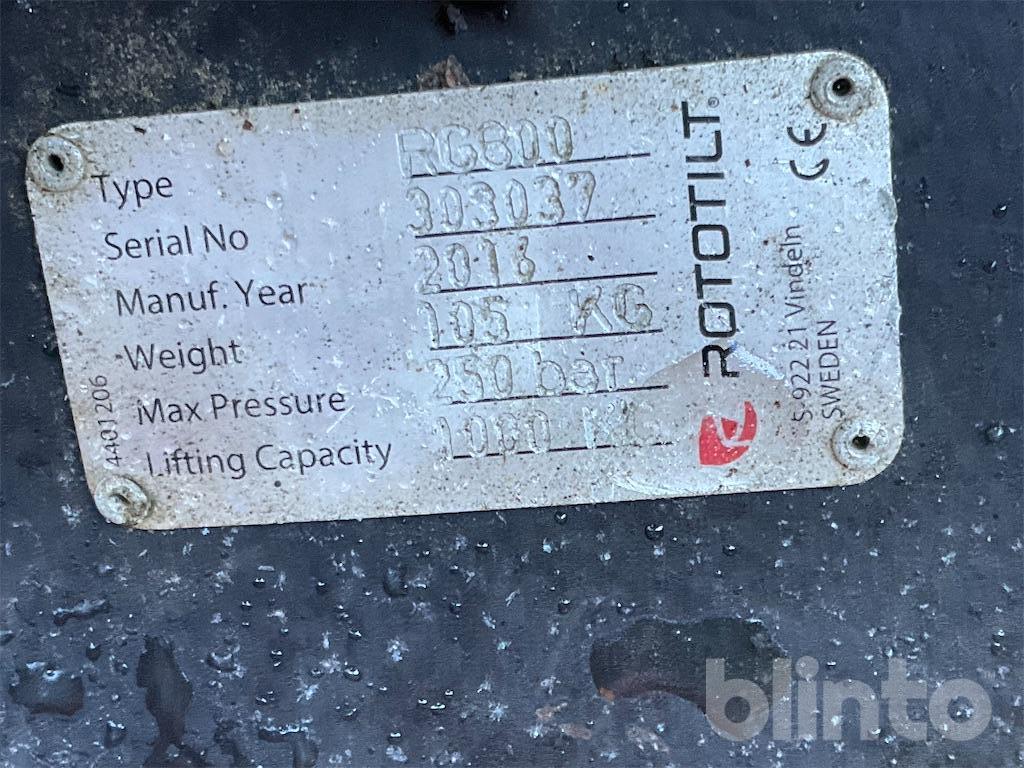 Type RG800
Serial No 303037
Manuf. Year 2016
Weight 105 KG
Max Pressure 250 bar
Lifting Capacity 1000 KG
4401206
ROTOTILT®
S-922 21 Vindeln
SWEDEN
CE
blinto